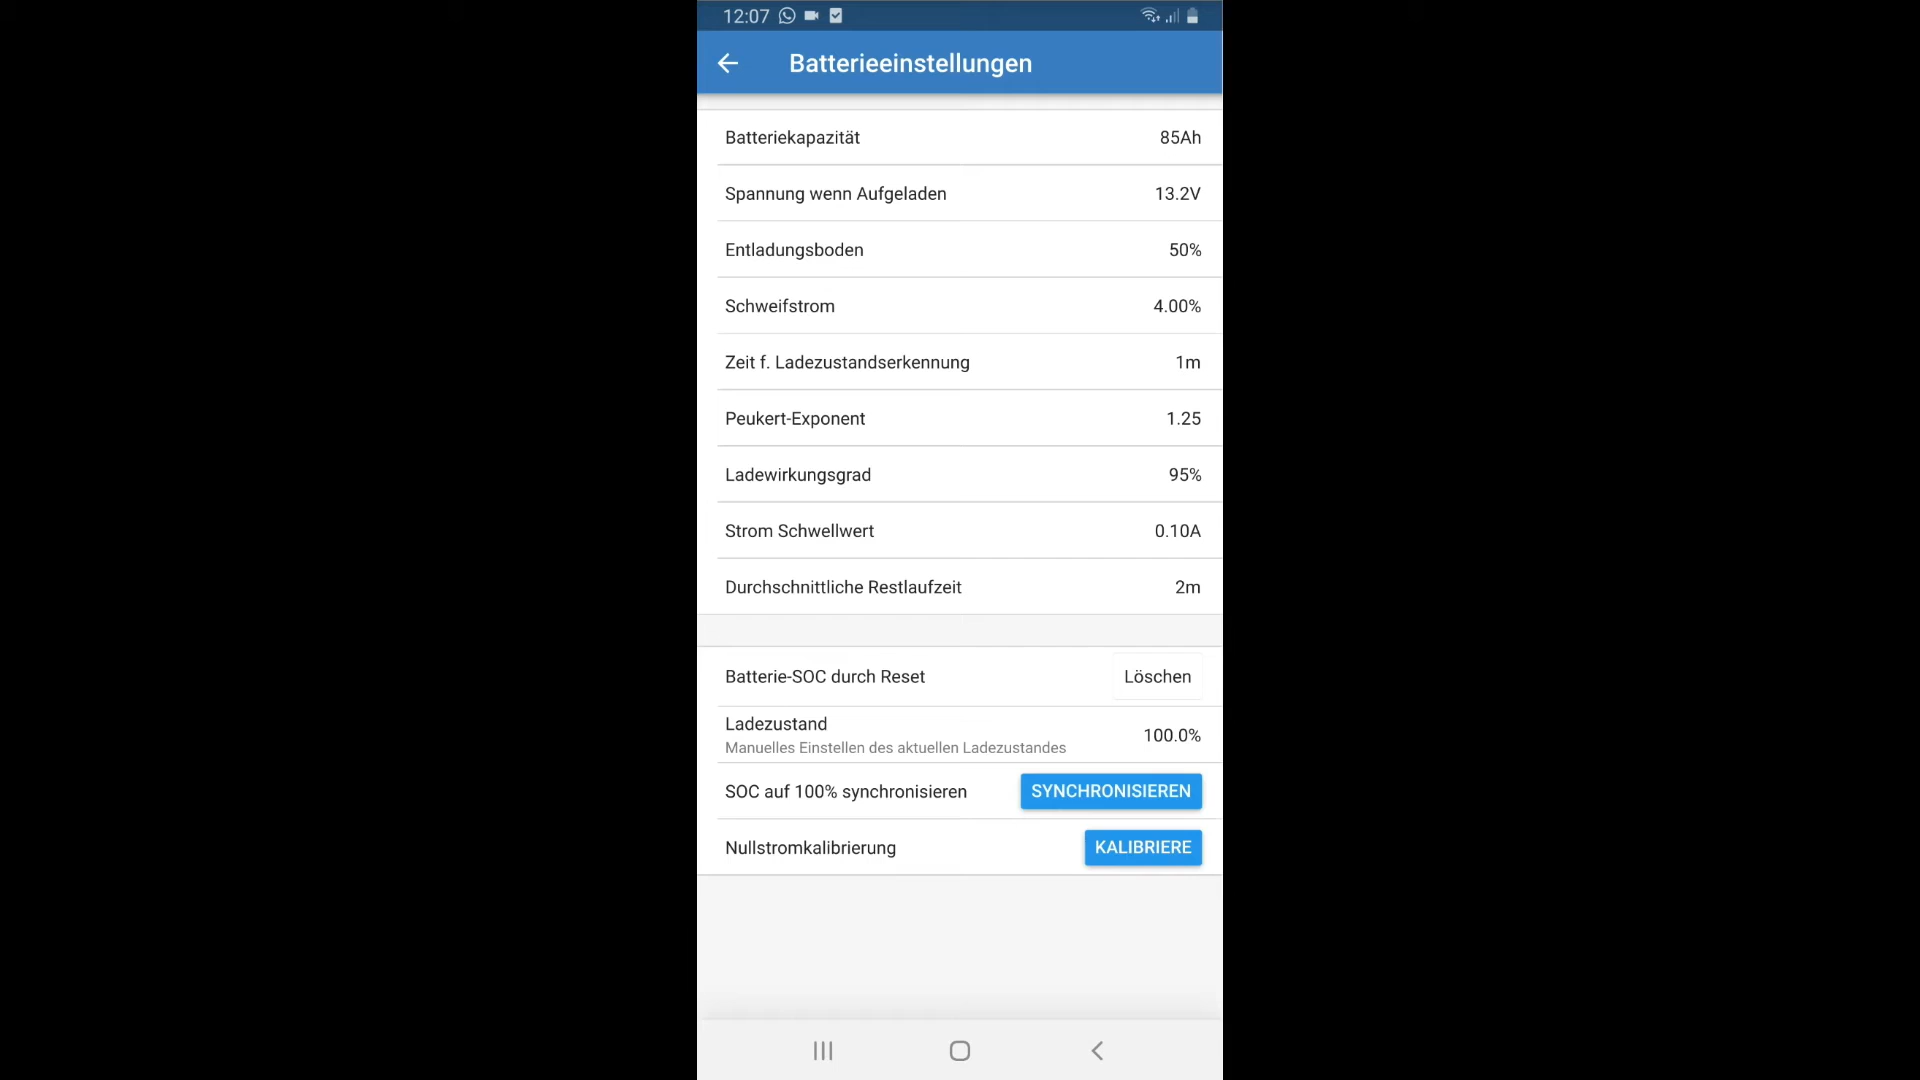 12:07
Batterieeinstellungen
Batteriekapazität 85Ah
Spannung wenn Aufgeladen 13.2V
Entladungsboden 50%
Schweifstrom 4.00%
Zeit f. Ladezustandserkennung 1m
Peukert-Exponent 1.25
Ladewirkungsgrad 95%
Strom Schwellwert 0.10A
Durchschnittliche Restlaufzeit 2m
Batterie-SOC durch Reset Löschen
Ladezustand
Manuelles Einstellen des aktuellen Ladezustandes 100.0%
SOC auf 100% synchronisieren SYNCHRONISIEREN
Nullstromkalibrierung KALIBRIERE